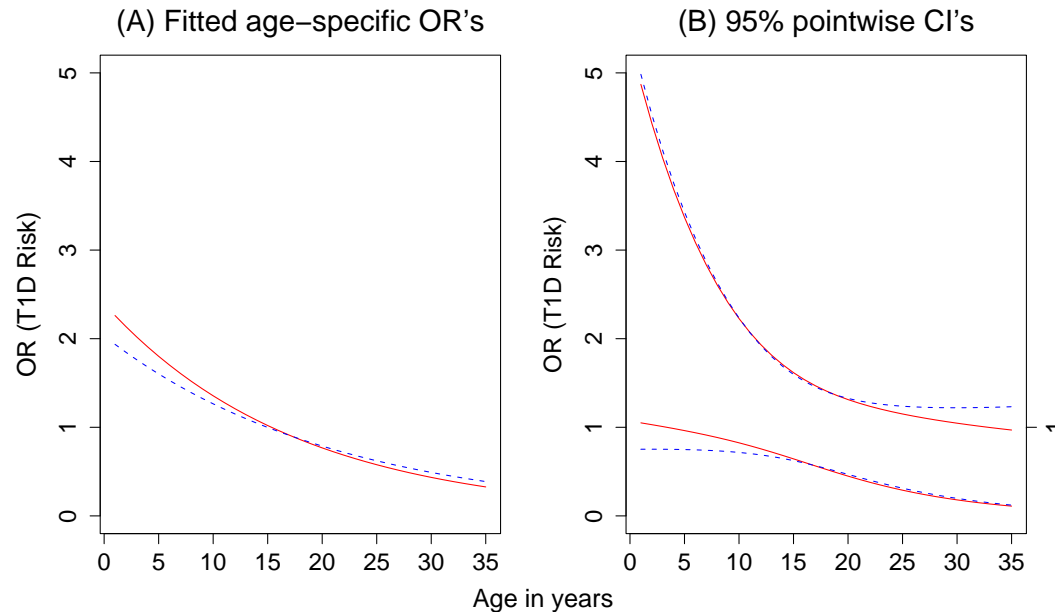 (A) Fitted age−specific OR's
(B) 95% pointwise CI's
OR (T1D Risk)
5
4
3
2
1
0
0 5 10 15 20 25 30 35
OR (T1D Risk)
5
4
3
2
1
0
1
0 5 10 15 20 25 30 35
Age in years